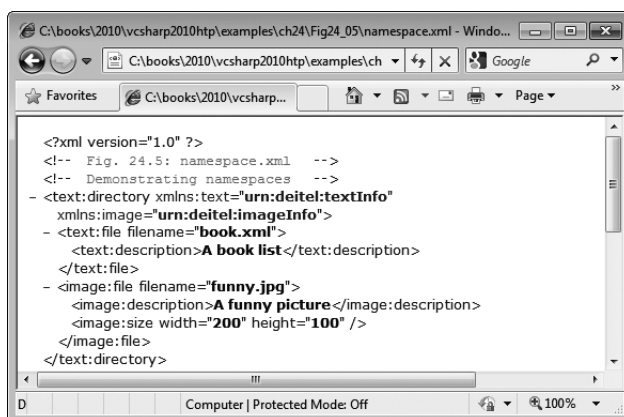 C:\books\2010\vcsharp2010htp\examples\ch24\Fig24_05\namespace.xml - Windo...
C:\books\2010\vcsharp2010htp\examples\ch
Google
Favorites
C:\books\2010\vcsharp...
Page
»
<?xml version="1.0" ?>
<!-- Fig. 24.5: namespace.xml -->
<!-- Demonstrating namespaces -->
- <text:directory xmlns:text="urn:deitel:textInfo"
xmlns:image="urn:deitel:imageInfo">
- <text:file filename="book.xml">
<text:description>A book list</text:description>
</text:file>
- <image:file filename="funny.jpg">
<image:description>A funny picture</image:description>
<image:size width="200" height="100" />
</image:file>
</text:directory>
D
Computer | Protected Mode: Off
100%